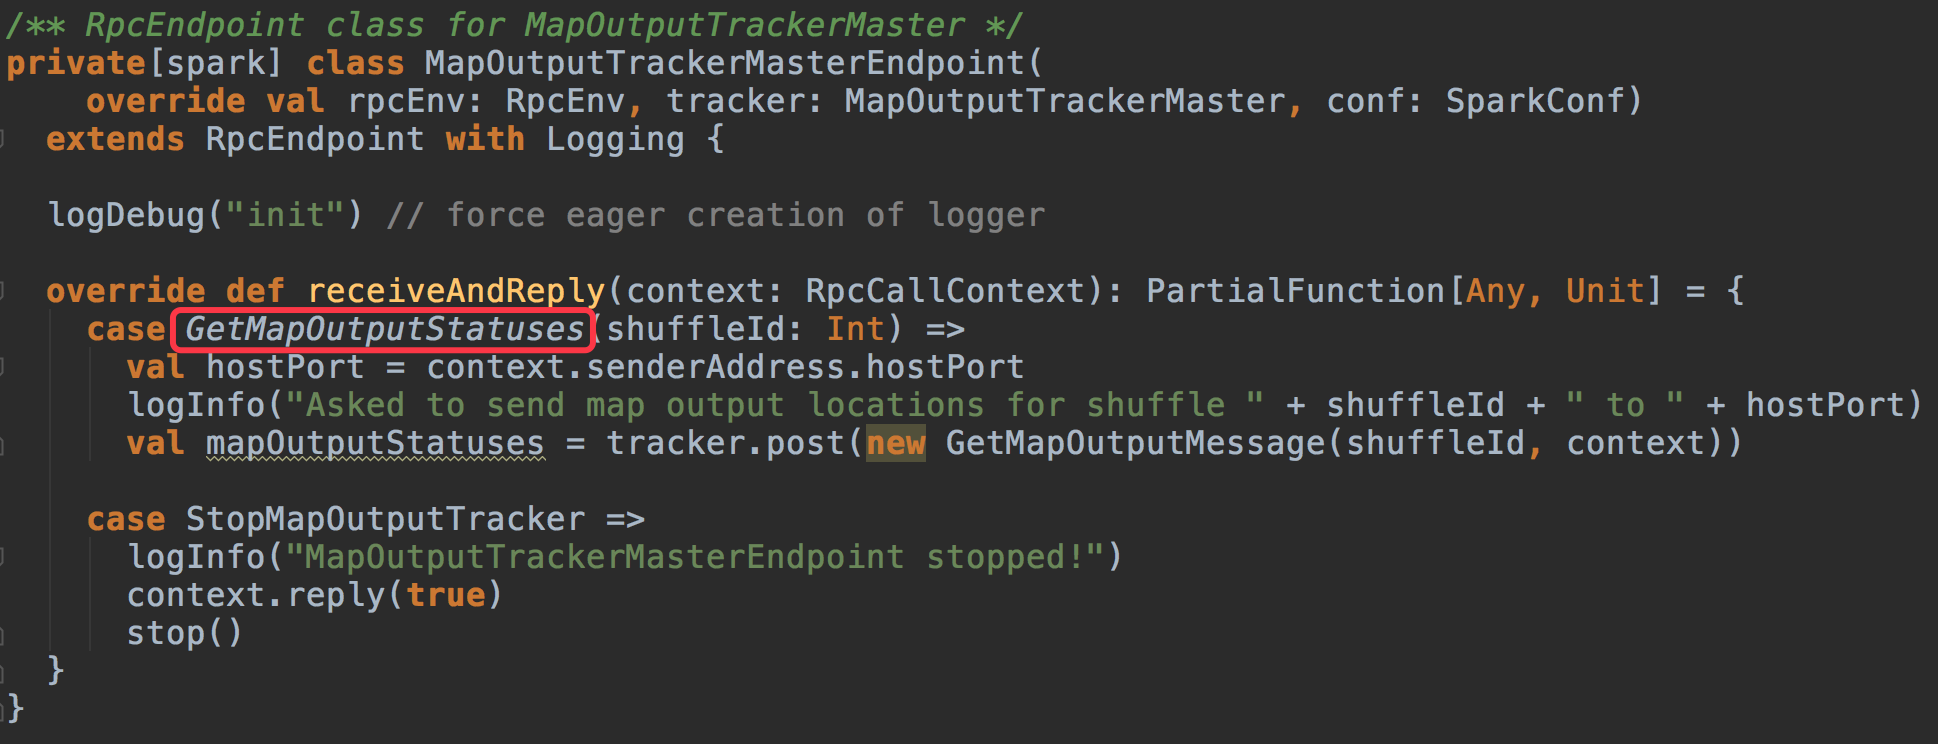 /** RpcEndpoint class for MapOutputTrackerMaster */
private[spark] class MapOutputTrackerMasterEndpoint(
    override val rpcEnv: RpcEnv, tracker: MapOutputTrackerMaster, conf: SparkConf)
  extends RpcEndpoint with Logging {

  logDebug("init") // force eager creation of logger

  override def receiveAndReply(context: RpcCallContext): PartialFunction[Any, Unit] = {
    case GetMapOutputStatuses(shuffleId: Int) =>
      val hostPort = context.senderAddress.hostPort
      logInfo("Asked to send map output locations for shuffle " + shuffleId + " to " + hostPort)
      val mapOutputStatuses = tracker.post(new GetMapOutputMessage(shuffleId, context))

    case StopMapOutputTracker =>
      logInfo("MapOutputTrackerMasterEndpoint stopped!")
      context.reply(true)
      stop()
  }
}